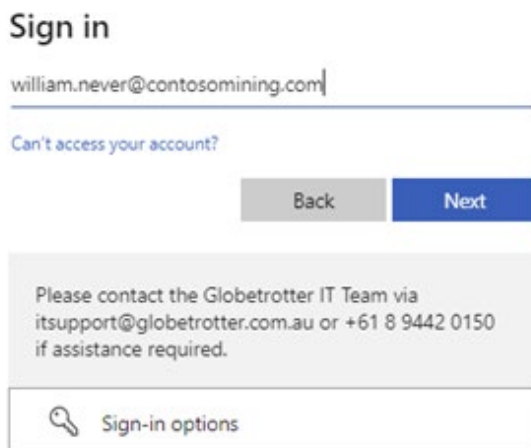 Sign in
william.never@contosomining.com
Can't access your account?
Back
Next
Please contact the Globetrotter IT Team via
itsupport@globetrotter.com.au or +61 8 9442 0150
if assistance required.
Sign-in options